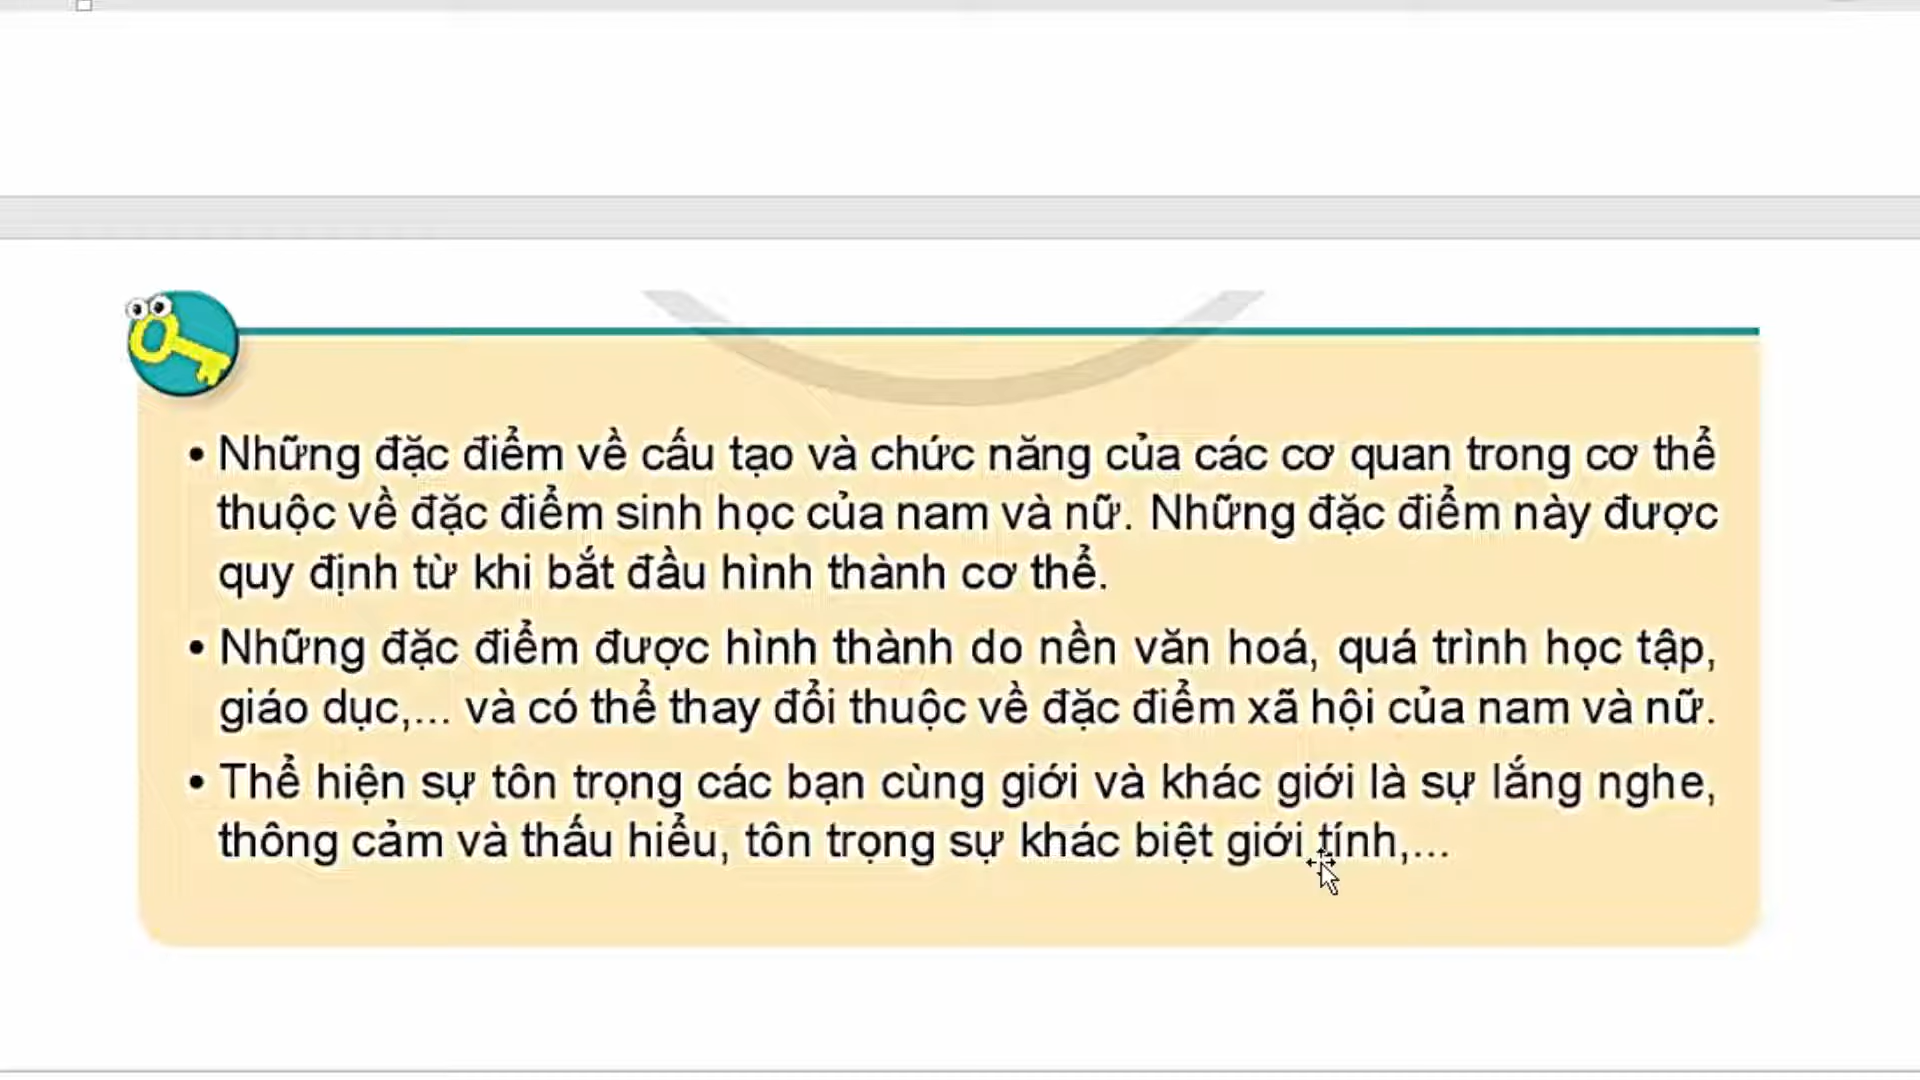 • Những đặc điểm về cấu tạo và chức năng của các cơ quan trong cơ thể
thuộc về đặc điểm sinh học của nam và nữ. Những đặc điểm này được
quy định từ khi bắt đầu hình thành cơ thể.
• Những đặc điểm được hình thành do nền văn hoá, quá trình học tập,
giáo dục,... và có thể thay đổi thuộc về đặc điểm xã hội của nam và nữ.
• Thể hiện sự tôn trọng các bạn cùng giới và khác giới là sự lắng nghe,
thông cảm và thấu hiểu, tôn trọng sự khác biệt giới tính,...